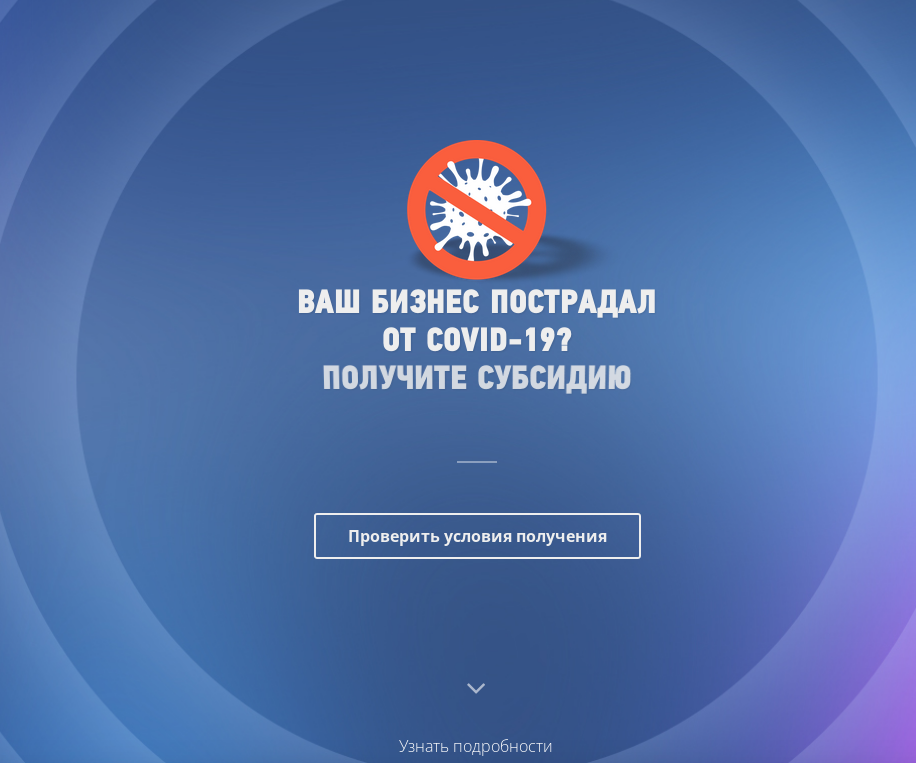 ВАШ БИЗНЕС ПОСТРАДАЛ
ОТ COVID-19?
ПОЛУЧИТЕ СУБСИДИЮ
Проверить условия получения
Узнать подробности